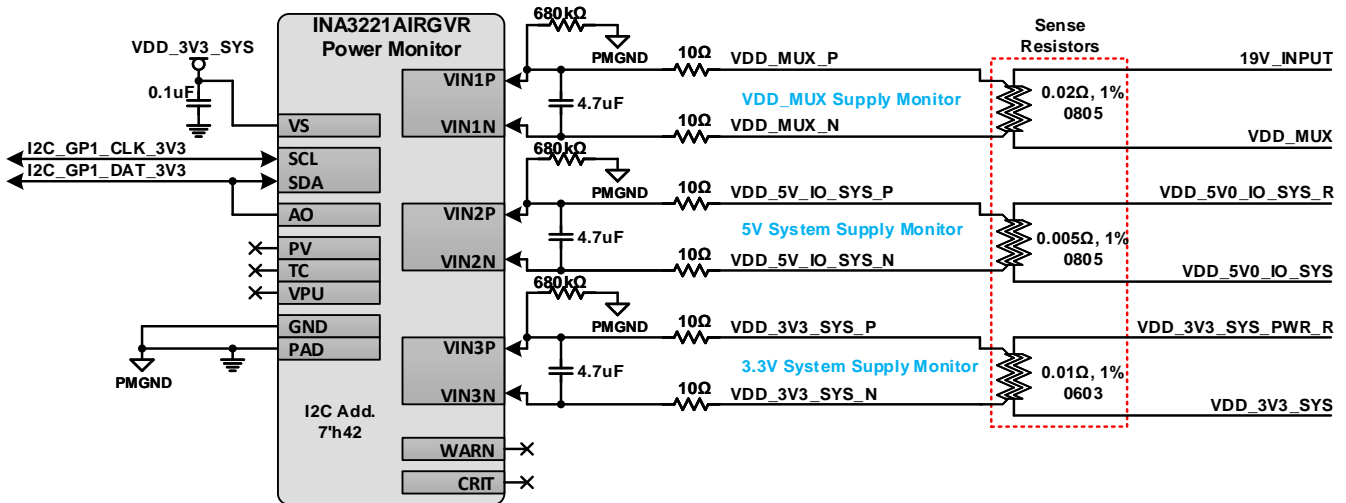 INA3221AIRGVR
Power Monitor
VDD_3V3_SYS
0.1uF
VS
I2C_GP1_CLK_3V3
SCL
I2C_GP1_DAT_3V3
SDA
AO
PV
TC
VPU
GND
PAD
PMGND
I2C Add.
7'h42
VIN1P
VIN1N
VIN2P
VIN2N
VIN3P
VIN3N
WARN
CRIT
680kΩ
PMGND
4.7uF
10Ω
VDD_MUX_P
VDD_MUX Supply Monitor
10Ω
VDD_MUX_N
680kΩ
PMGND
4.7uF
10Ω
VDD_5V_IO_SYS_P
5V System Supply Monitor
10Ω
VDD_5V_IO_SYS_N
680kΩ
PMGND
4.7uF
10Ω
VDD_3V3_SYS_P
3.3V System Supply Monitor
10Ω
VDD_3V3_SYS_N
Sense
Resistors
19V_INPUT
0.02Ω, 1%
0805
VDD_MUX
VDD_5V0_IO_SYS_R
0.005Ω, 1%
0805
VDD_5V0_IO_SYS
VDD_3V3_SYS_PWR_R
0.01Ω, 1%
0603
VDD_3V3_SYS